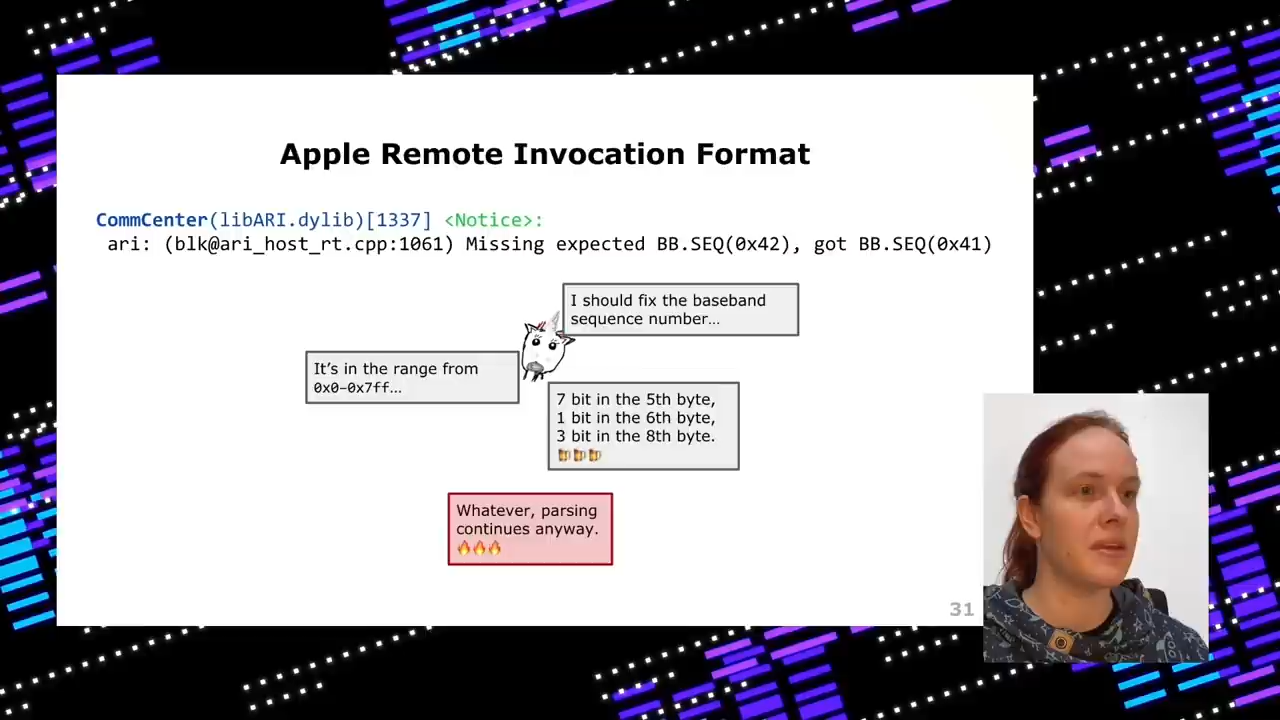 Apple Remote Invocation Format
CommCenter(libARI.dylib)[1337] <Notice>:
ari: (blk@ari_host_rt.cpp:1061) Missing expected BB.SEQ(0x42), got BB.SEQ(0x41)
I should fix the baseband
sequence number…
It’s in the range from
0x0–0x7ff…
7 bit in the 5th byte,
1 bit in the 6th byte,
3 bit in the 8th byte.
🍺🍺🍺
Whatever, parsing
continues anyway.
🔥🔥🔥
31